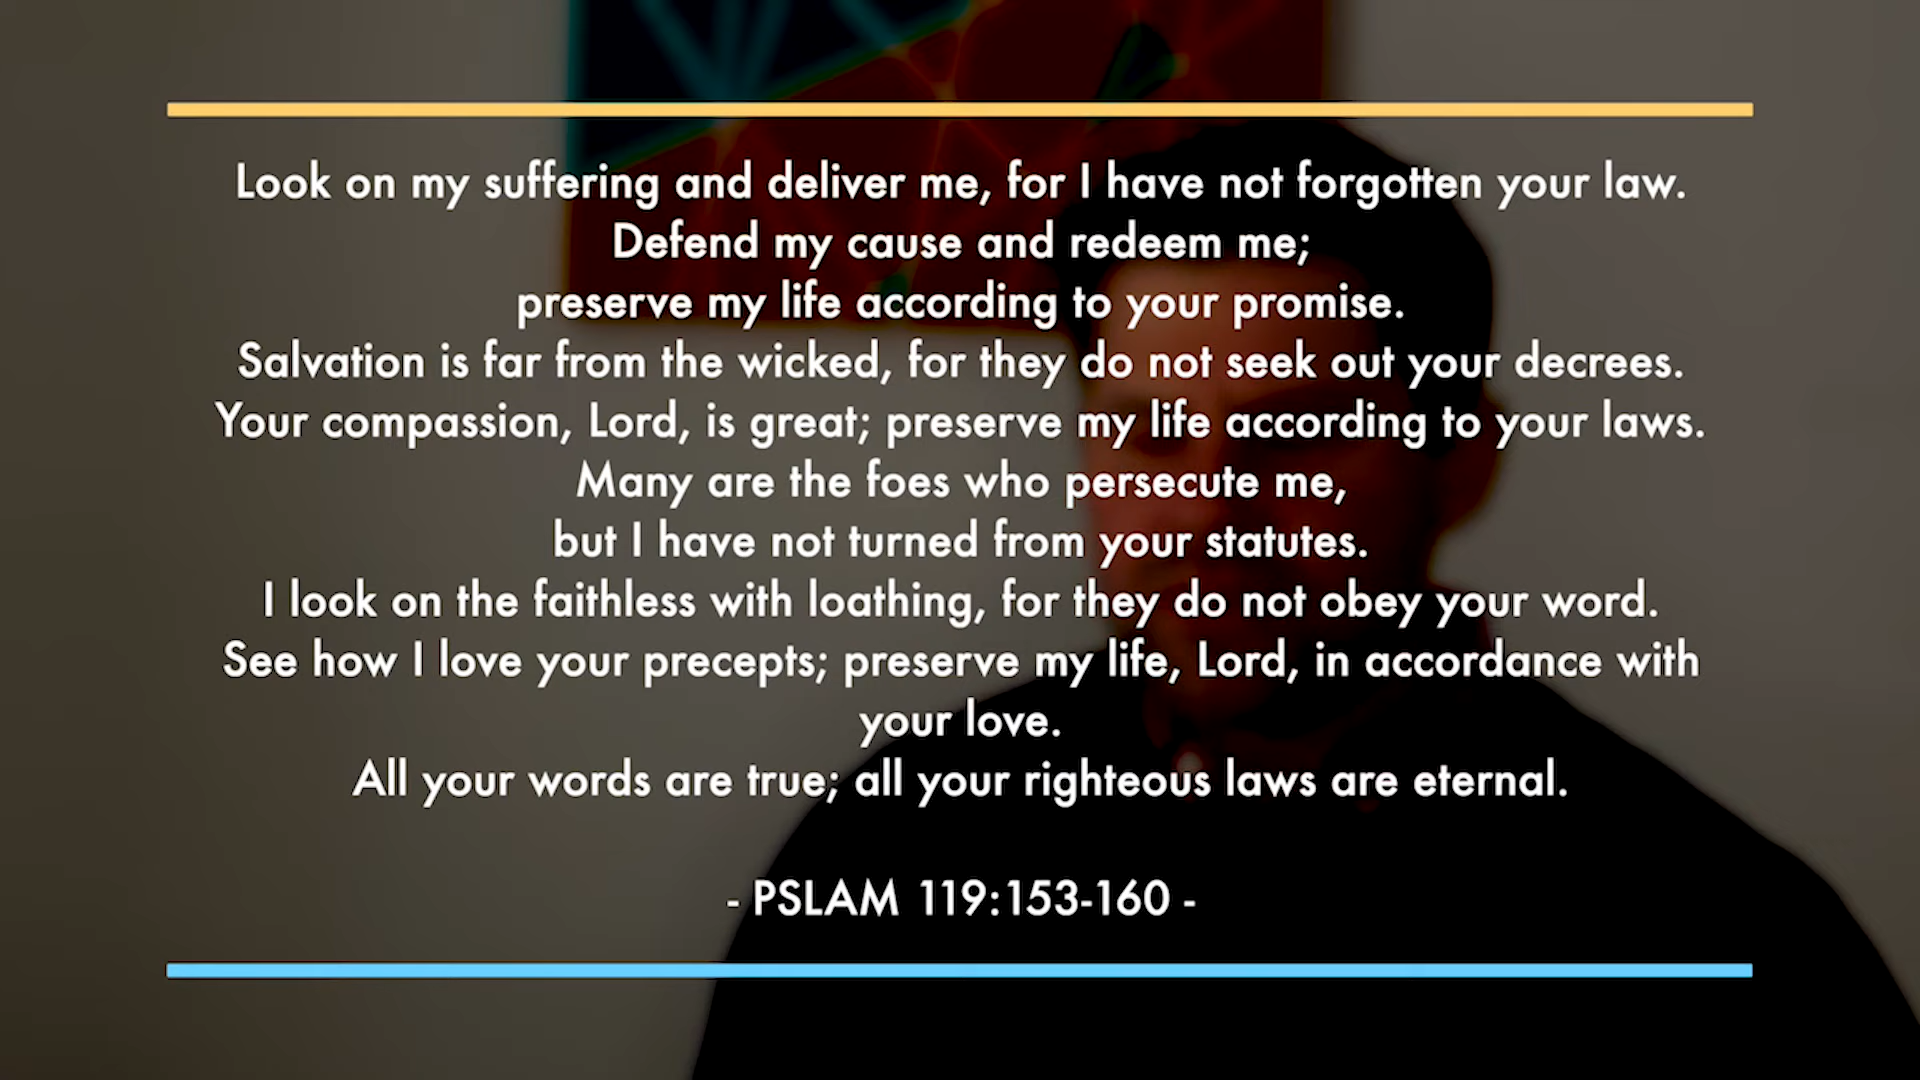 Look on my suffering and deliver me, for I have not forgotten your law.
Defend my cause and redeem me;
preserve my life according to your promise.
Salvation is far from the wicked, for they do not seek out your decrees.
Your compassion, Lord, is great; preserve my life according to your laws.
Many are the foes who persecute me,
but I have not turned from your statutes.
I look on the faithless with loathing, for they do not obey your word.
See how I love your precepts; preserve my life, Lord, in accordance with
your love.
All your words are true; all your righteous laws are eternal.
- PSLAM 119:153-160 -